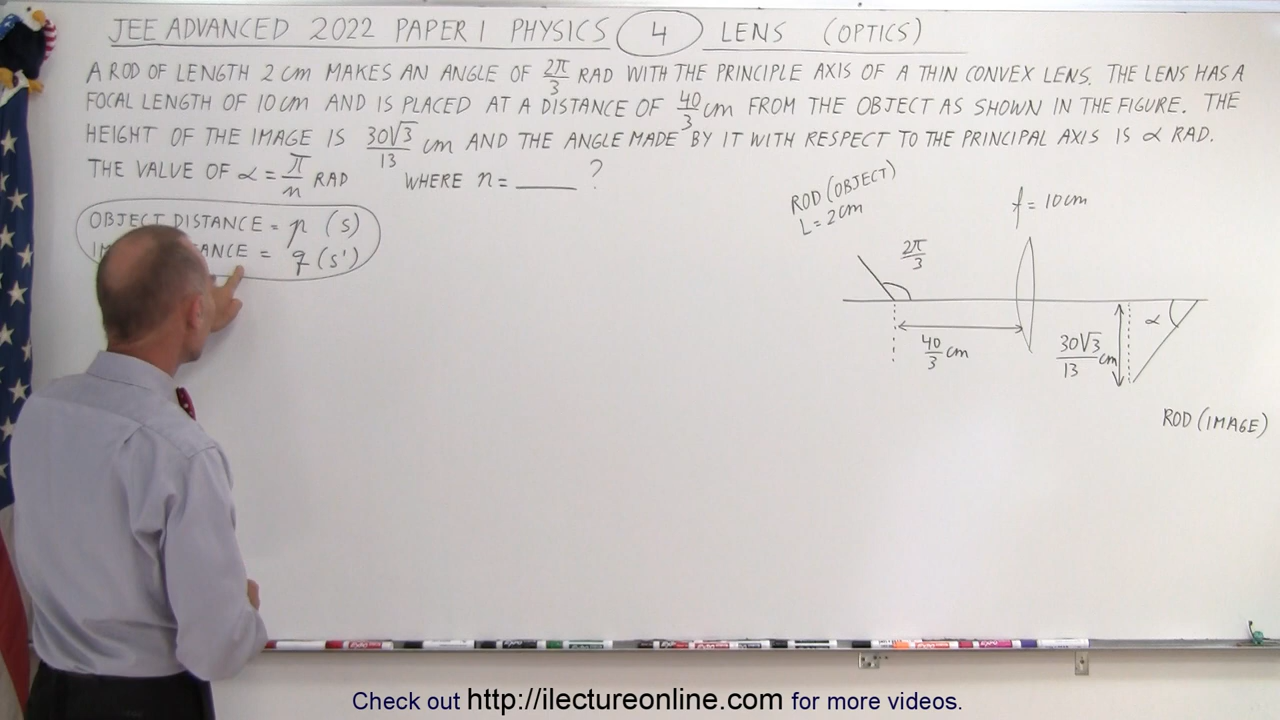 JEE ADVANCED 2022 PAPER 1 PHYSICS 4 LENS (OPTICS)
A ROD OF LENGTH 2 cm MAKES AN ANGLE OF 2π/3 RAD WITH THE PRINCIPLE AXIS OF A THIN CONVEX LENS. THE LENS HAS A
FOCAL LENGTH OF 10 cm AND IS PLACED AT A DISTANCE OF 40/3 cm FROM THE OBJECT AS SHOWN IN THE FIGURE. THE
HEIGHT OF THE IMAGE IS 30√3/13 cm AND THE ANGLE MADE BY IT WITH RESPECT TO THE PRINCIPAL AXIS IS α RAD.
THE VALUE OF α = π/n RAD WHERE n = ______ ?
OBJECT DISTANCE = p (s)
= q (s')
ROD (OBJECT)
L = 2 cm
f = 10 cm
2π/3
40/3 cm
30√3/13 cm
α
ROD (IMAGE)
Check out http://ilectureonline.com for more videos.